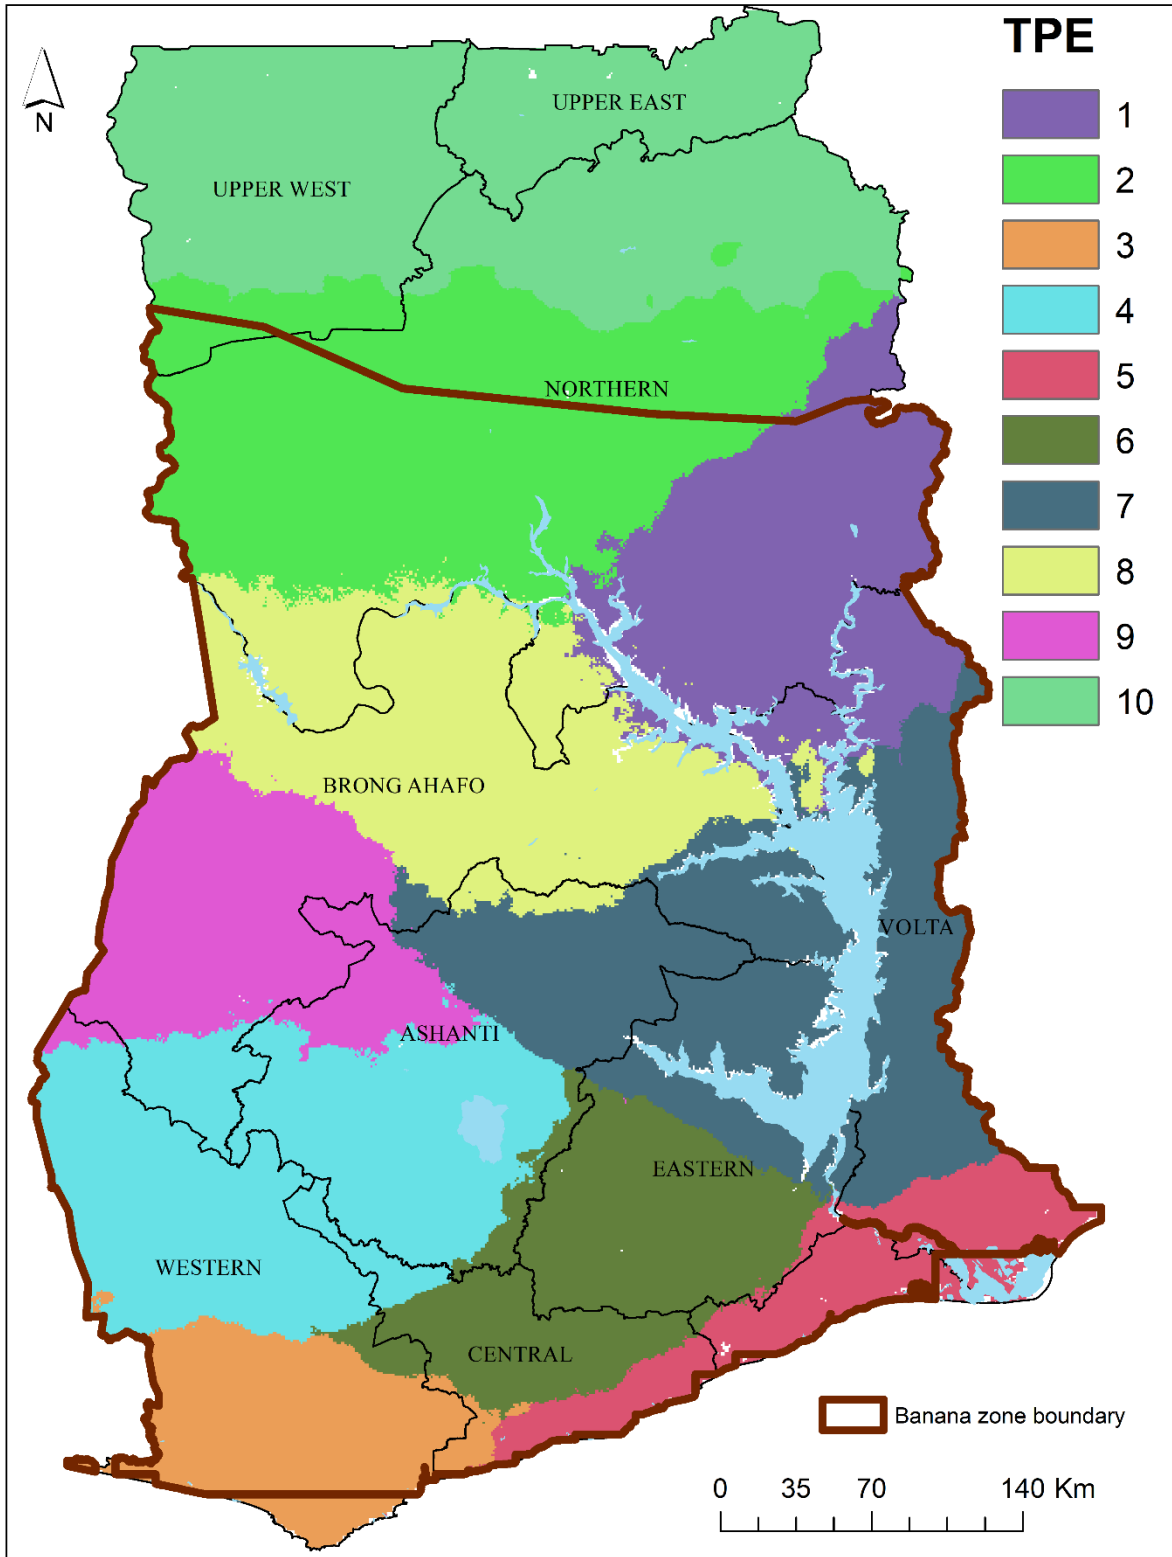 TPE
N
1
2
3
4
5
6
7
8
9
10
UPPER EAST
UPPER WEST
NORTHERN
BRONG AHAFO
VOLTA
ASHANTI
EASTERN
WESTERN
CENTRAL
Banana zone boundary
0 35 70 140 Km